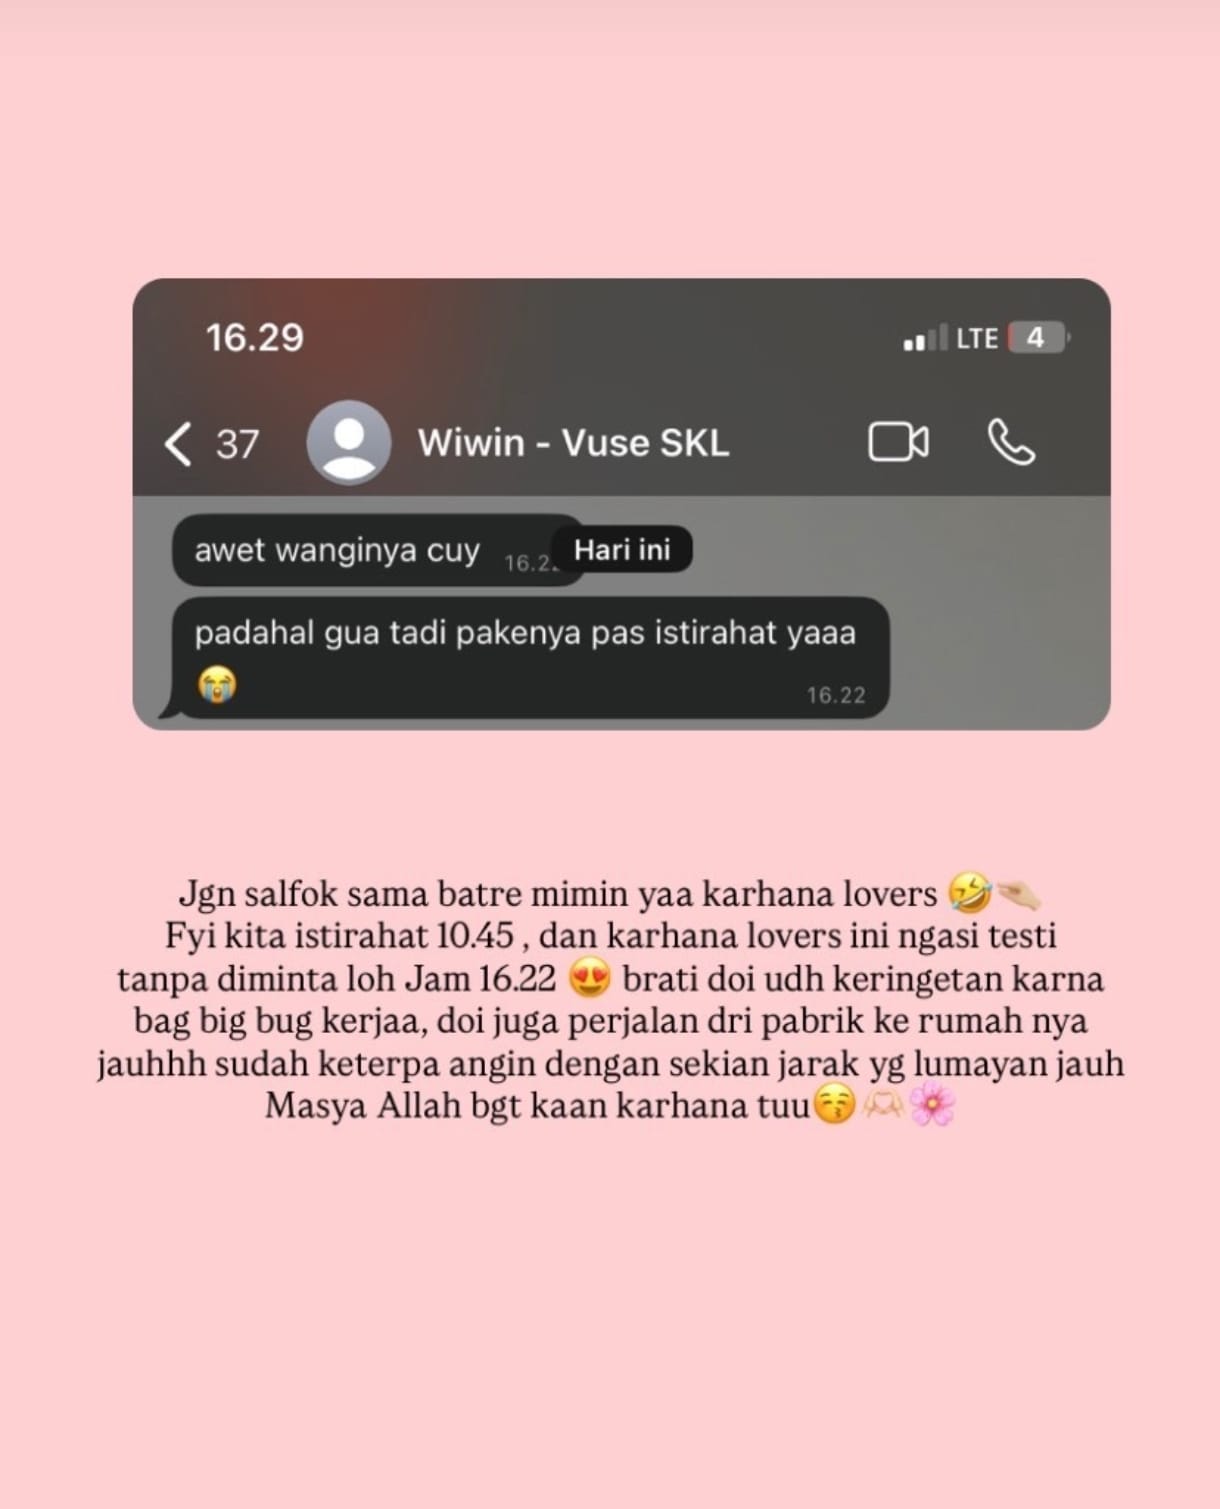 16.29
LTE 4
37 Wiwin - Vuse SKL
awet wanginya cuy 16.2
Hari ini
padahal gua tadi pakenya pas istirahat yaaa
😭
16.22
Jgn salfok sama batre mimin yaa karhana lovers 🤣🫳🏼
Fyi kita istirahat 10.45 , dan karhana lovers ini ngasi testi
tanpa diminta loh Jam 16.22 😍 brati doi udh keringetan karna
bag big bug kerjaa, doi juga perjalan dri pabrik ke rumah nya
jauhhh sudah keterpa angin dengan sekian jarak yg lumayan jauh
Masya Allah bgt kaan karhana tuu😚🫶🏻🌸